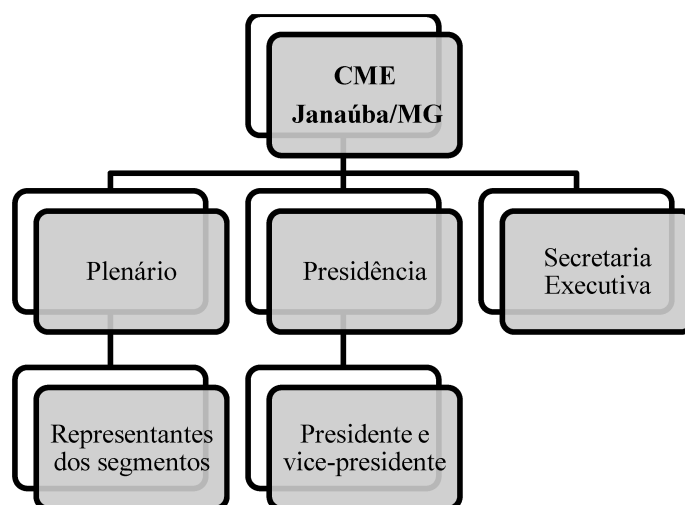 CME
Janaúba/MG
Plenário
Presidência
Secretaria
Executiva
Representantes
dos segmentos
Presidente e
vice-presidente